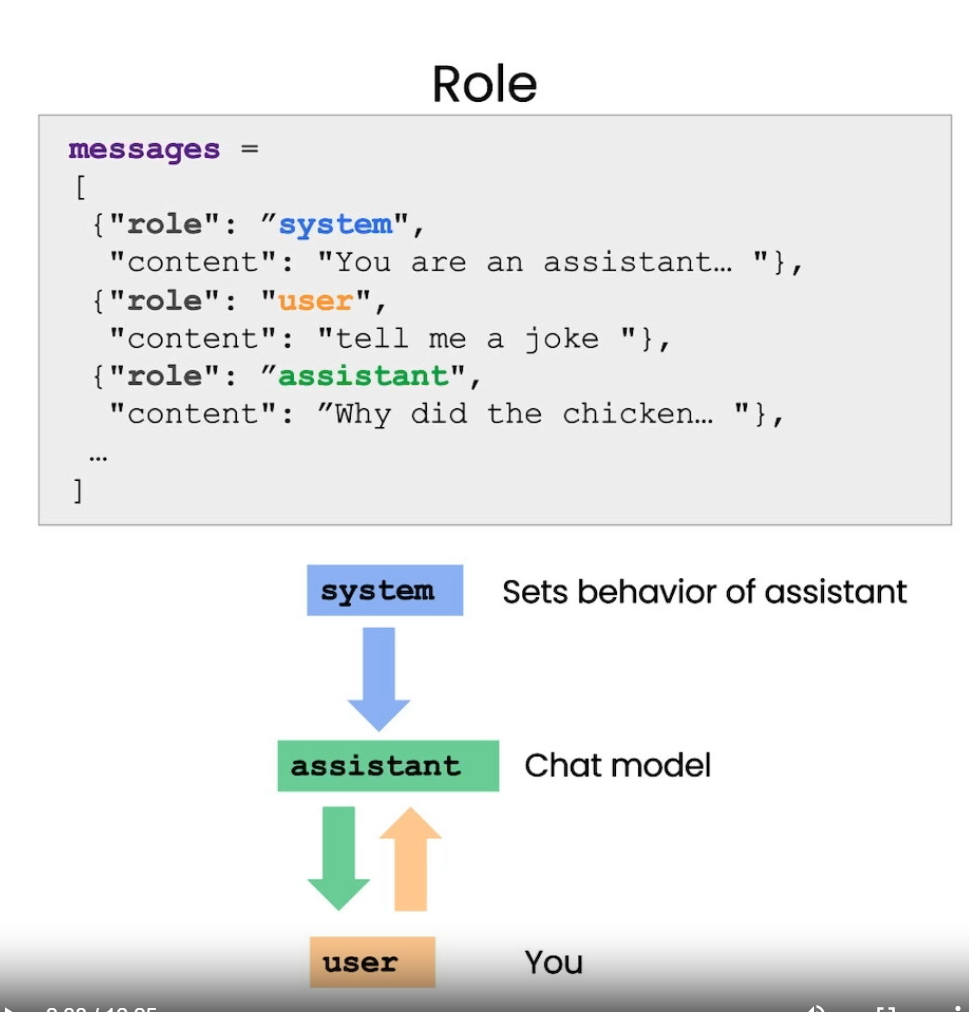 Role
messages =
[
{"role": ”system",
"content": "You are an assistant… "},
{"role": "user",
"content": "tell me a joke "},
{"role": ”assistant",
"content": ”Why did the chicken… "},
…
]
system Sets behavior of assistant
assistant Chat model
user You